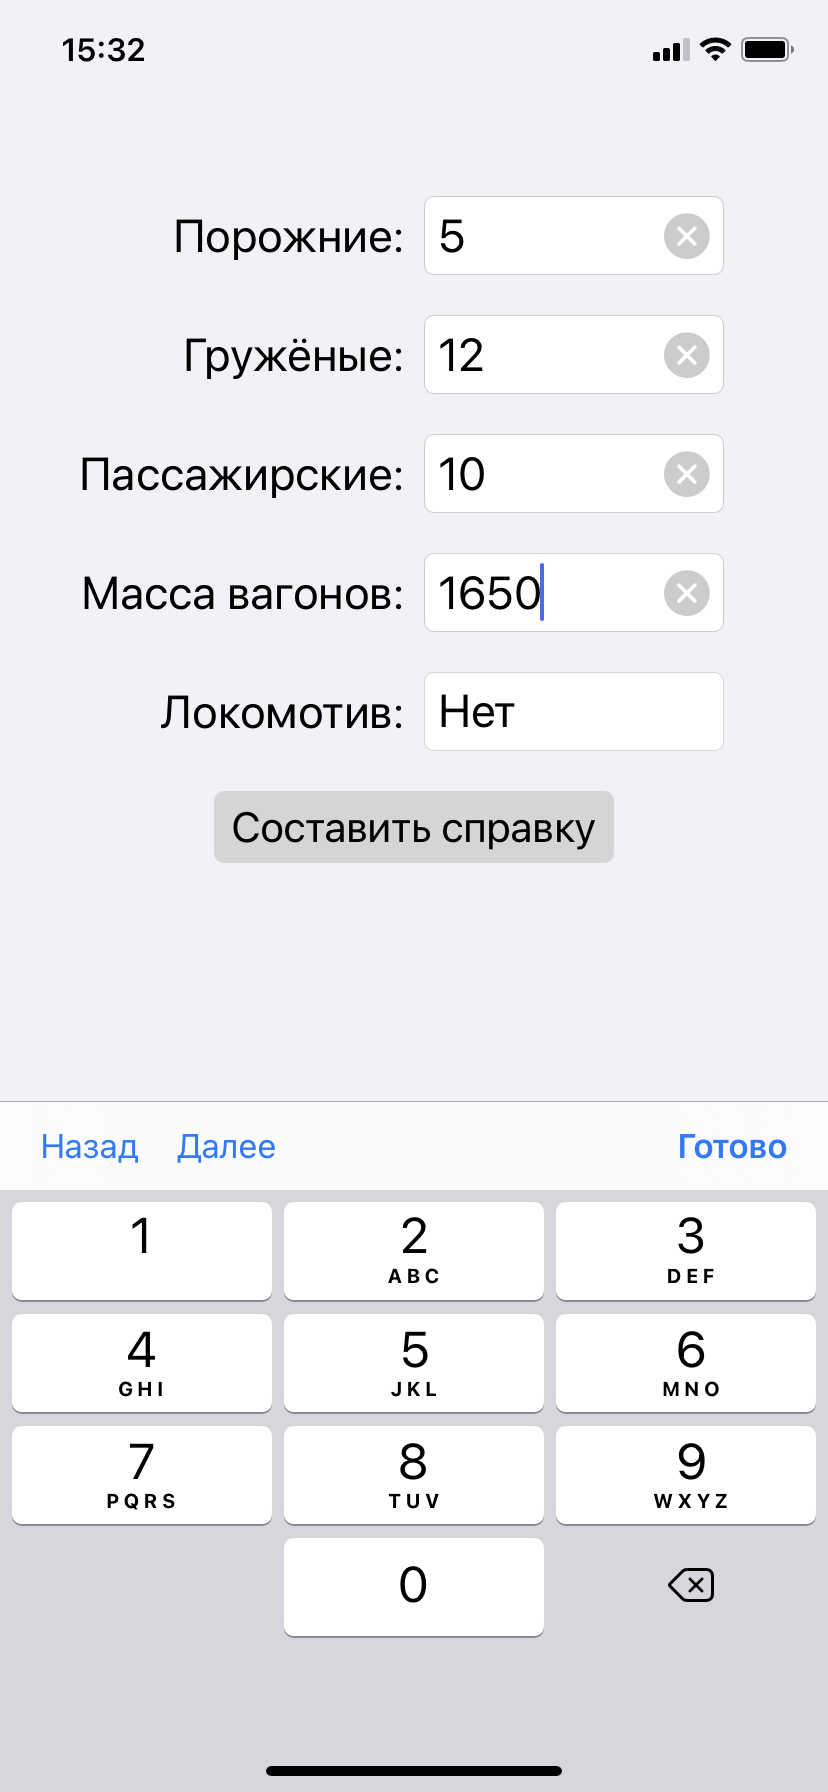 15:32
Порожние: 5
Гружёные: 12
Пассажирские: 10
Масса вагонов: 1650
Локомотив: Нет
Составить справку
Назад Далее Готово
1 2 3
ABC DEF
4 5 6
GHI JKL MNO
7 8 9
PQRS TUV WXYZ
0